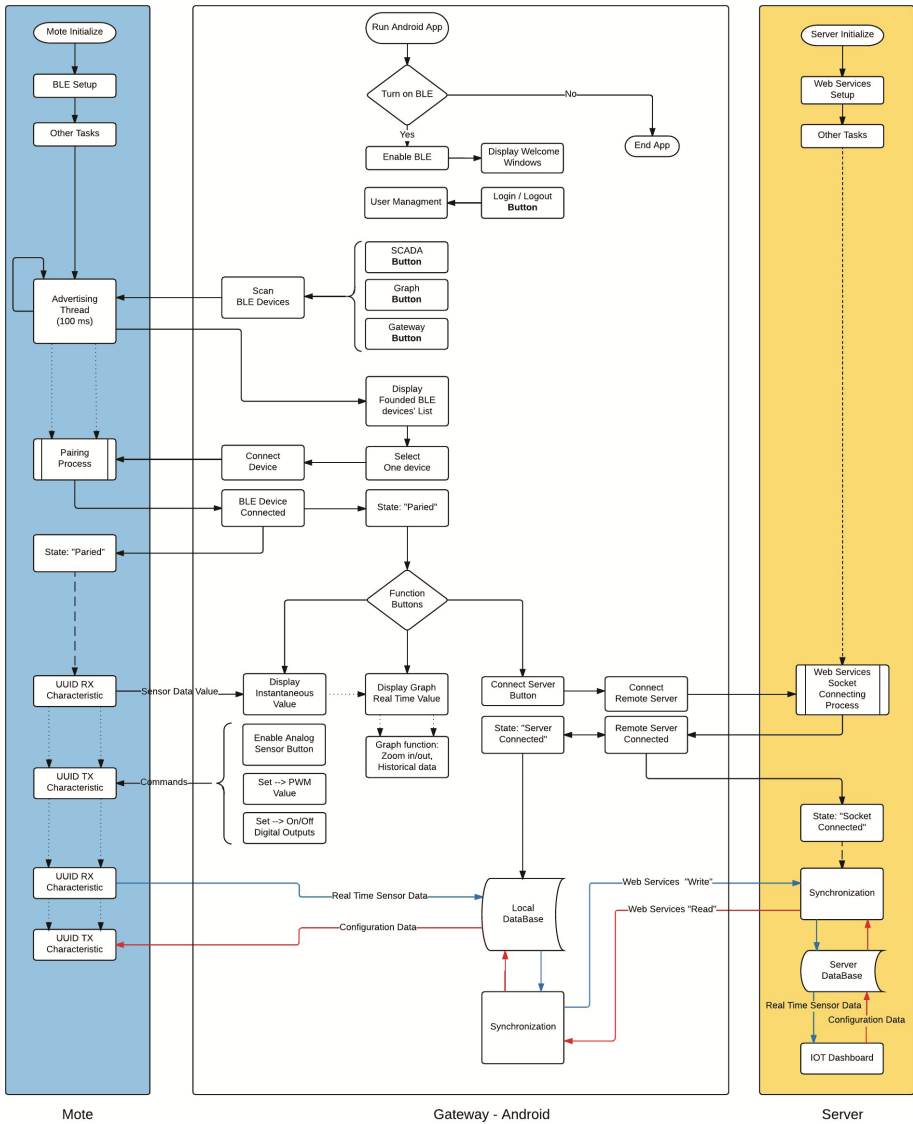 Mote Initialize
BLE Setup
Other Tasks
Advertising
Thread
(100 ms)
Pairing
Process
State: "Paried"
UUID RX
Characteristic
UUID TX
Characteristic
UUID RX
Characteristic
UUID TX
Characteristic
Mote
Run Android App
Turn on BLE
No
Yes
End App
Enable BLE
Display Welcome
Windows
User Managment
Login / Logout
Button
SCADA
Button
Scan
BLE Devices
Graph
Button
Gateway
Button
Display
Founded BLE
devices' List
Connect
Device
Select
One device
BLE Device
Connected
State: "Paried"
Function
Buttons
Sensor Data Value
Display
Instantaneous
Value
Display Graph
Real Time Value
Connect Server
Button
Connect
Remote Server
Enable Analog
Sensor Button
Graph function:
Zoom in/out,
Historical data
State: "Server
Connected"
Remote Server
Connected
Commands
Set --> PWM
Value
Set --> On/Off
Digital Outputs
Real Time Sensor Data
Configuration Data
Local
DataBase
Web Services "Write"
Web Services "Read"
Synchronization
Gateway - Android
Server Initialize
Web Services
Setup
Other Tasks
Web Services
Socket
Connecting
Process
State: "Socket
Connected"
Synchronization
Server
DataBase
Real Time Sensor Data
Configuration Data
IOT Dashboard
Server